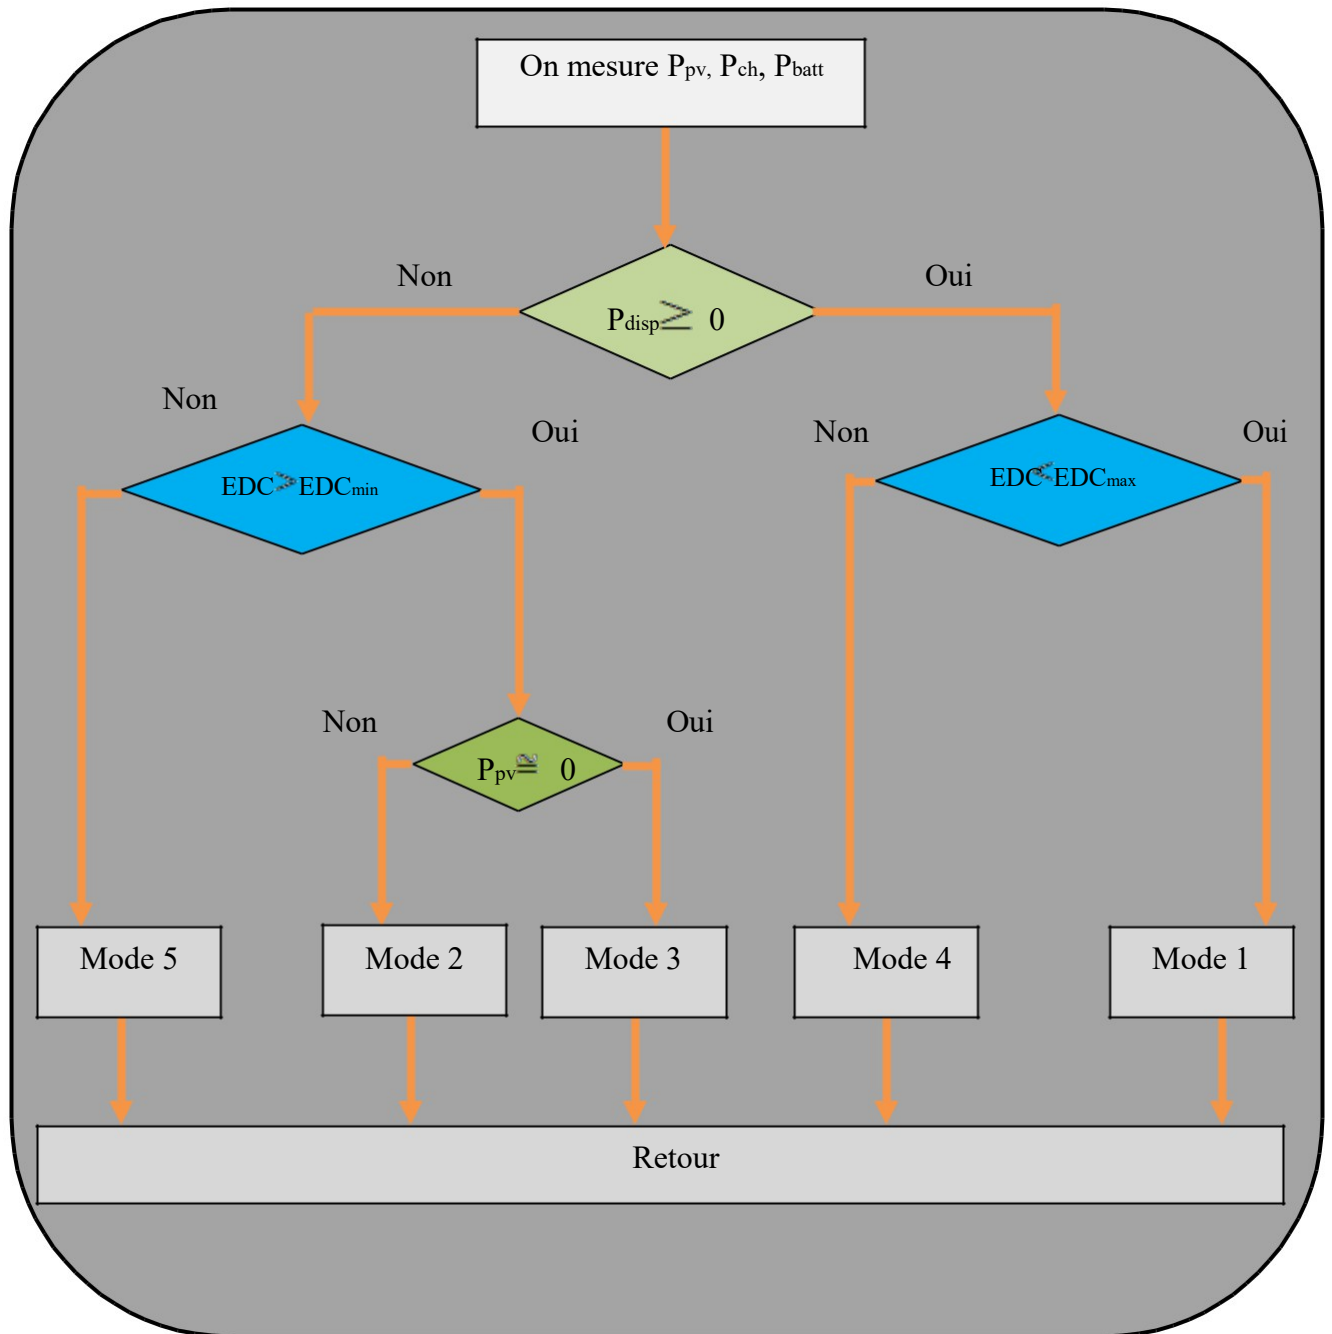 On mesure Ppv, Pch, Pbatt
Non
Oui
Pdisp ≥ 0
Non
Oui
Non
Oui
EDC > EDCmin
EDC < EDCmax
Non
Oui
Ppv ≅ 0
Mode 5
Mode 2
Mode 3
Mode 4
Mode 1
Retour